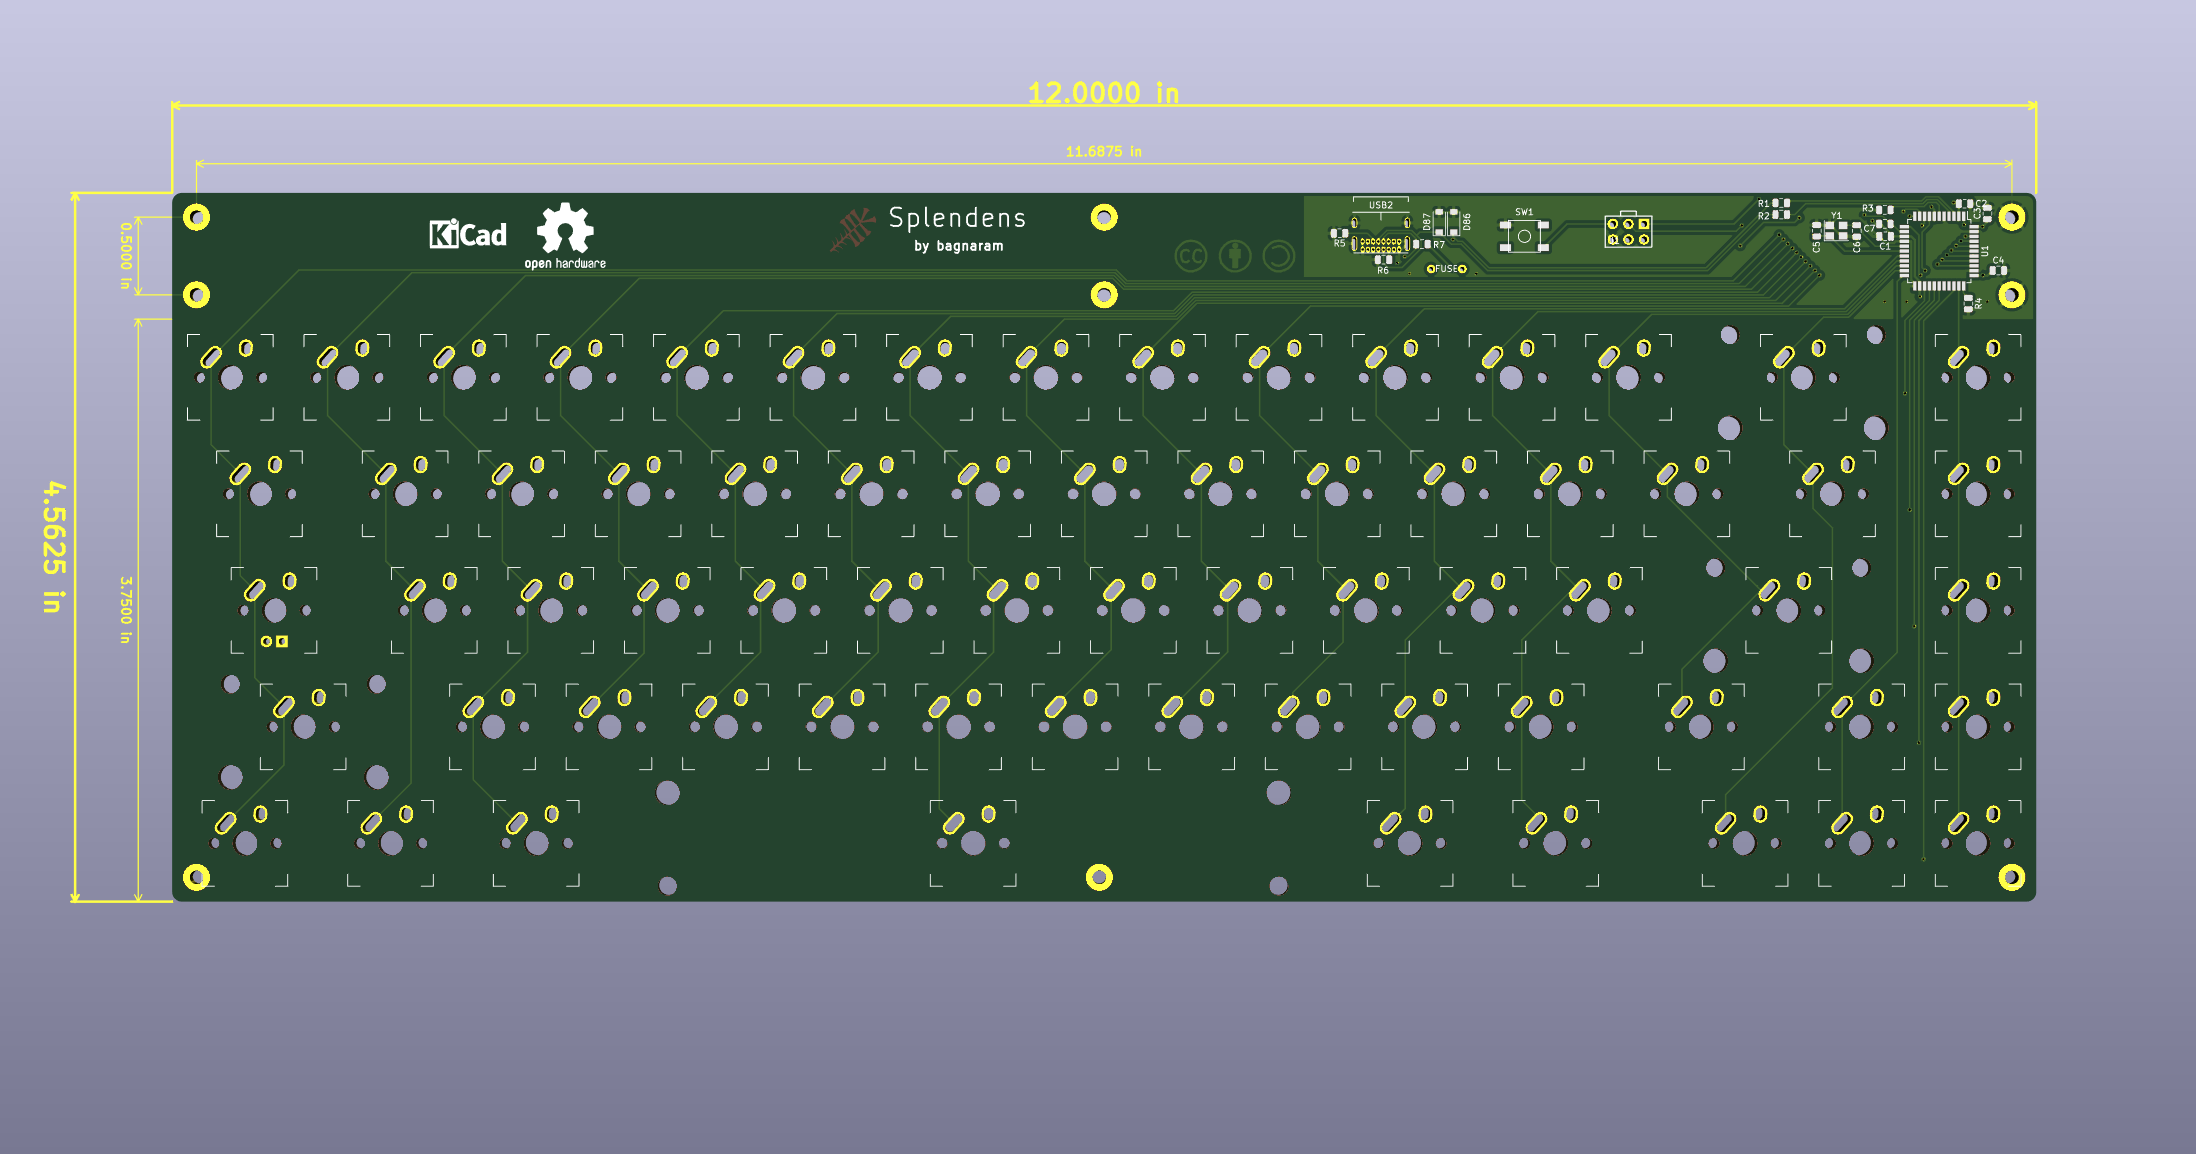 12.0000 in
11.6875 in
4.5625 in
0.5000 in
3.7500 in
KiCad
open hardware
Splendens
by bagnaram
CC
USB2
R5
R6
R7
D87
D86
FUSE
SW1
1
R1
R2
Y1
C5
C6
C7
R3
C1
C2
C3
U1
C4
R4